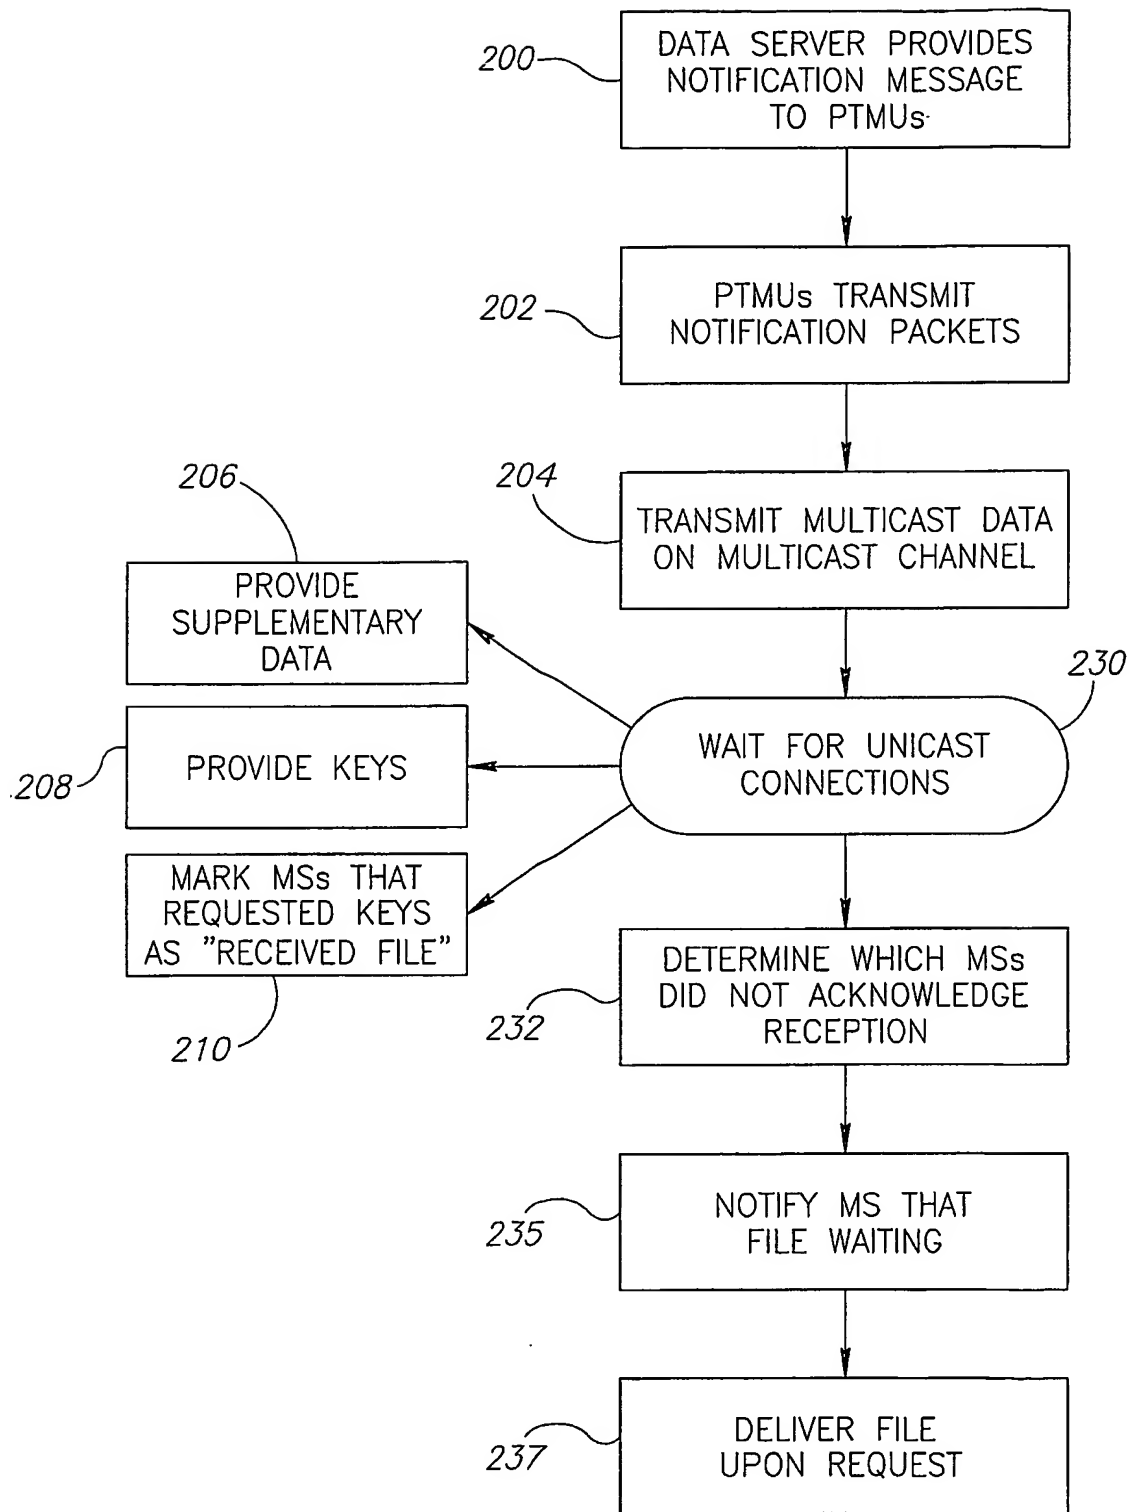 200
DATA SERVER PROVIDES
NOTIFICATION MESSAGE
TO PTMUs
202
PTMUs TRANSMIT
NOTIFICATION PACKETS
204
TRANSMIT MULTICAST DATA
ON MULTICAST CHANNEL
206
PROVIDE
SUPPLEMENTARY
DATA
230
WAIT FOR UNICAST
CONNECTIONS
208
PROVIDE KEYS
MARK MSs THAT
REQUESTED KEYS
AS "RECEIVED FILE"
210
232
DETERMINE WHICH MSs
DID NOT ACKNOWLEDGE
RECEPTION
235
NOTIFY MS THAT
FILE WAITING
237
DELIVER FILE
UPON REQUEST